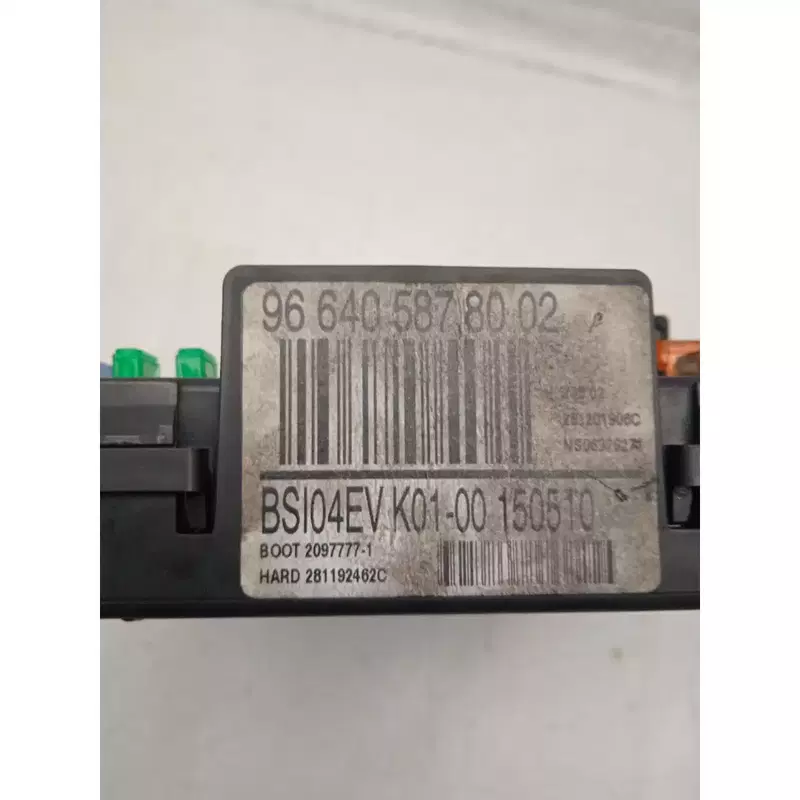 96 640 587 80 02
BSI04EV K01-00 150510
BOOT 2097777-1
HARD 281192462C